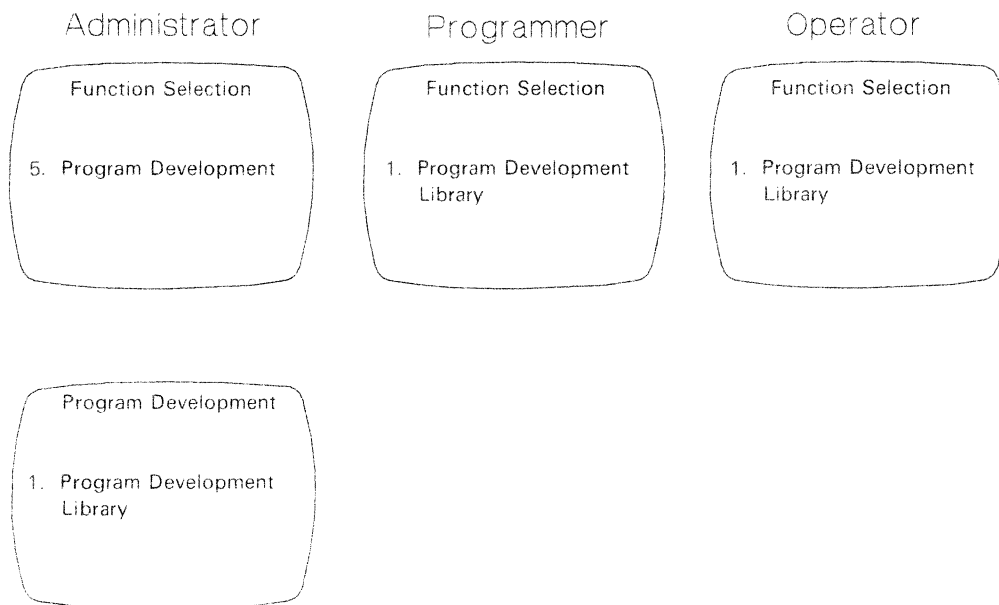 Administrator
Programmer
Operator
Function Selection
5. Program Development
Function Selection
1. Program Development
Library
Function Selection
1. Program Development
Library
Program Development
1. Program Development
Library